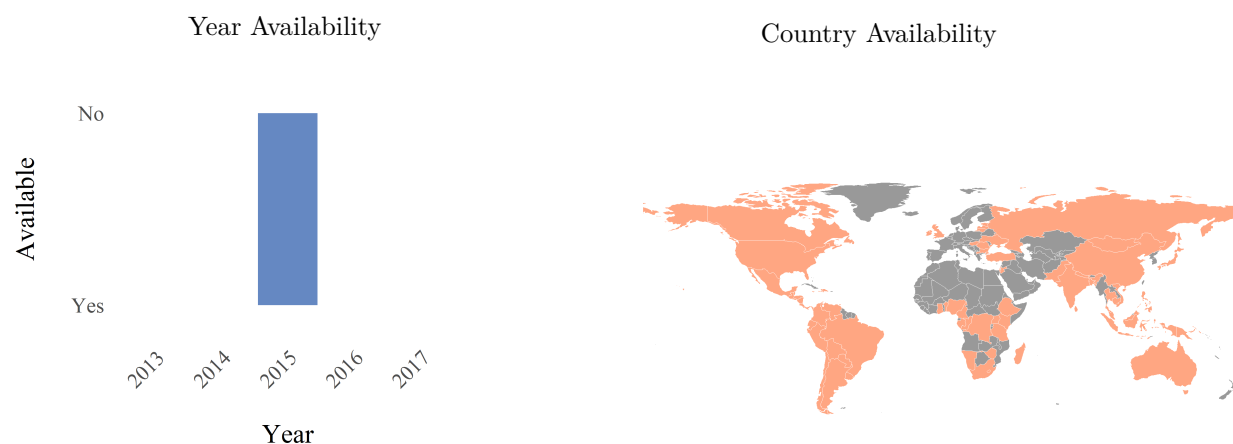 Year Availability
Country Availability
No
Available
Yes
2013
2014
2015
2016
2017
Year